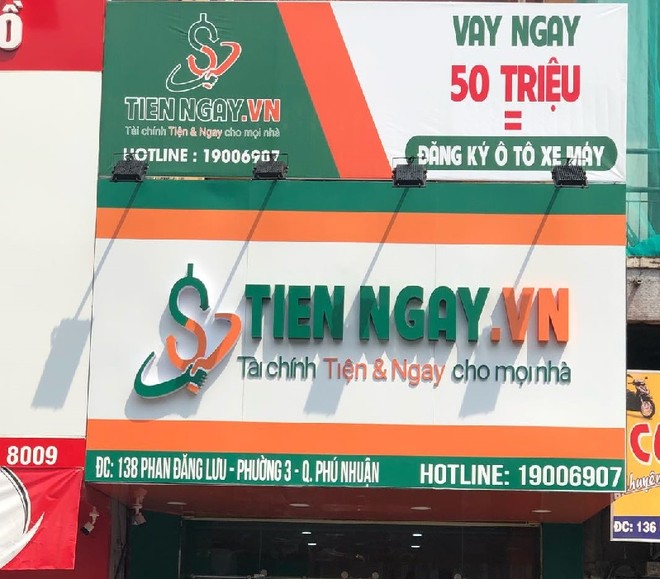 Ố
TIEN NGAY.VN
Tài chính Tiện & Ngay cho mọi nhà
HOTLINE : 19006907
VAY NGAY
50 TRIỆU
=
ĐĂNG KÝ Ô TÔ XE MÁY
TIEN NGAY.VN
Tài chính Tiện & Ngay cho mọi nhà
ĐC: 138 PHAN ĐĂNG LƯU - PHƯỜNG 3 - Q. PHÚ NHUẬN
HOTLINE: 19006907
8009
ĐC: 136